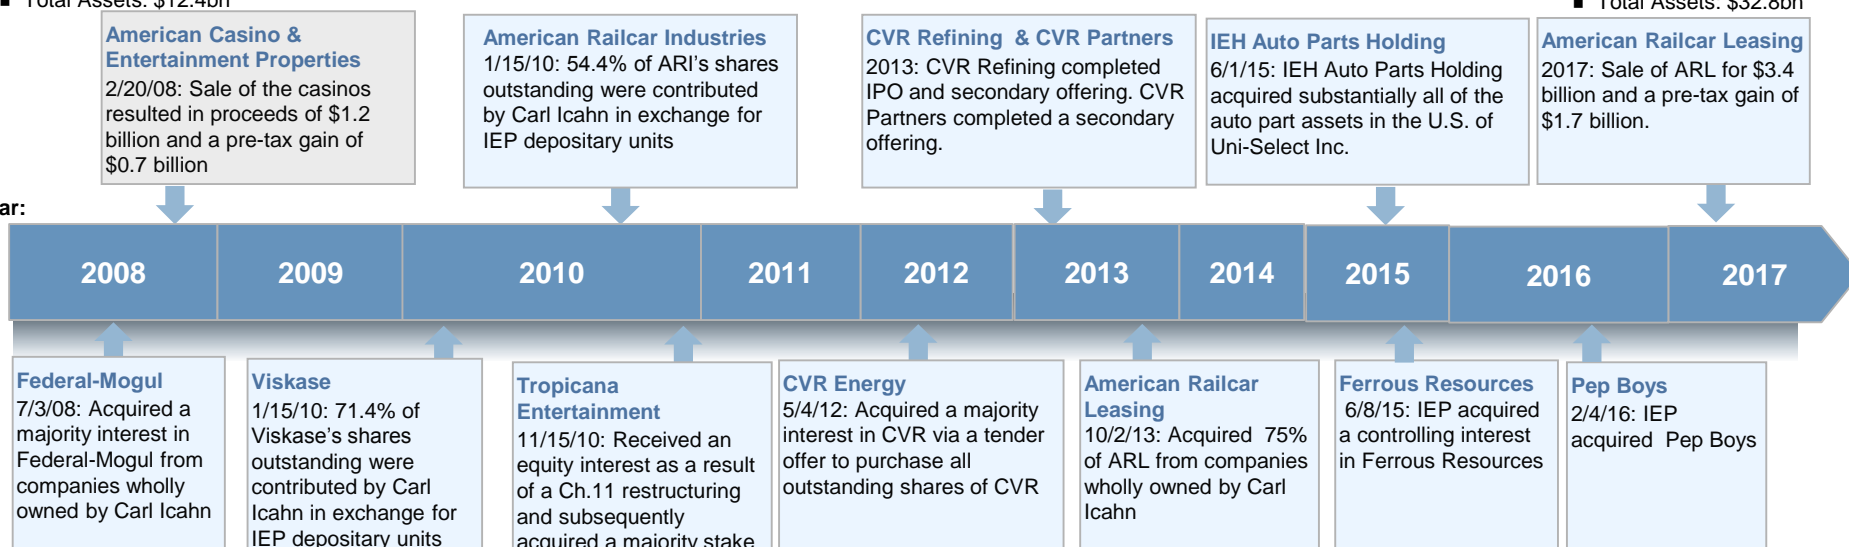 ■ Total Assets: $12.4bn
■ Total Assets: $32.8bn
American Casino &
Entertainment Properties
2/20/08: Sale of the casinos
resulted in proceeds of $1.2
billion and a pre-tax gain of
$0.7 billion
American Railcar Industries
1/15/10: 54.4% of ARI's shares
outstanding were contributed
by Carl Icahn in exchange for
IEP depositary units
CVR Refining & CVR Partners
2013: CVR Refining completed
IPO and secondary offering. CVR
Partners completed a secondary
offering.
IEH Auto Parts Holding
6/1/15: IEH Auto Parts Holding
acquired substantially all of the
auto part assets in the U.S. of
Uni-Select Inc.
American Railcar Leasing
2017: Sale of ARL for $3.4
billion and a pre-tax gain of
$1.7 billion.
ar:
2008
2009
2010
2011
2012
2013
2014
2015
2016
2017
Federal-Mogul
7/3/08: Acquired a
majority interest in
Federal-Mogul from
companies wholly
owned by Carl Icahn
Viskase
1/15/10: 71.4% of
Viskase's shares
outstanding were
contributed by Carl
Icahn in exchange for
IEP depositary units
Tropicana
Entertainment
11/15/10: Received an
equity interest as a result
of a Ch.11 restructuring
and subsequently
acquired a majority stake
CVR Energy
5/4/12: Acquired a majority
interest in CVR via a tender
offer to purchase all
outstanding shares of CVR
American Railcar
Leasing
10/2/13: Acquired 75%
of ARL from companies
wholly owned by Carl
Icahn
Ferrous Resources
6/8/15: IEP acquired
a controlling interest
in Ferrous Resources
Pep Boys
2/4/16: IEP
acquired Pep Boys